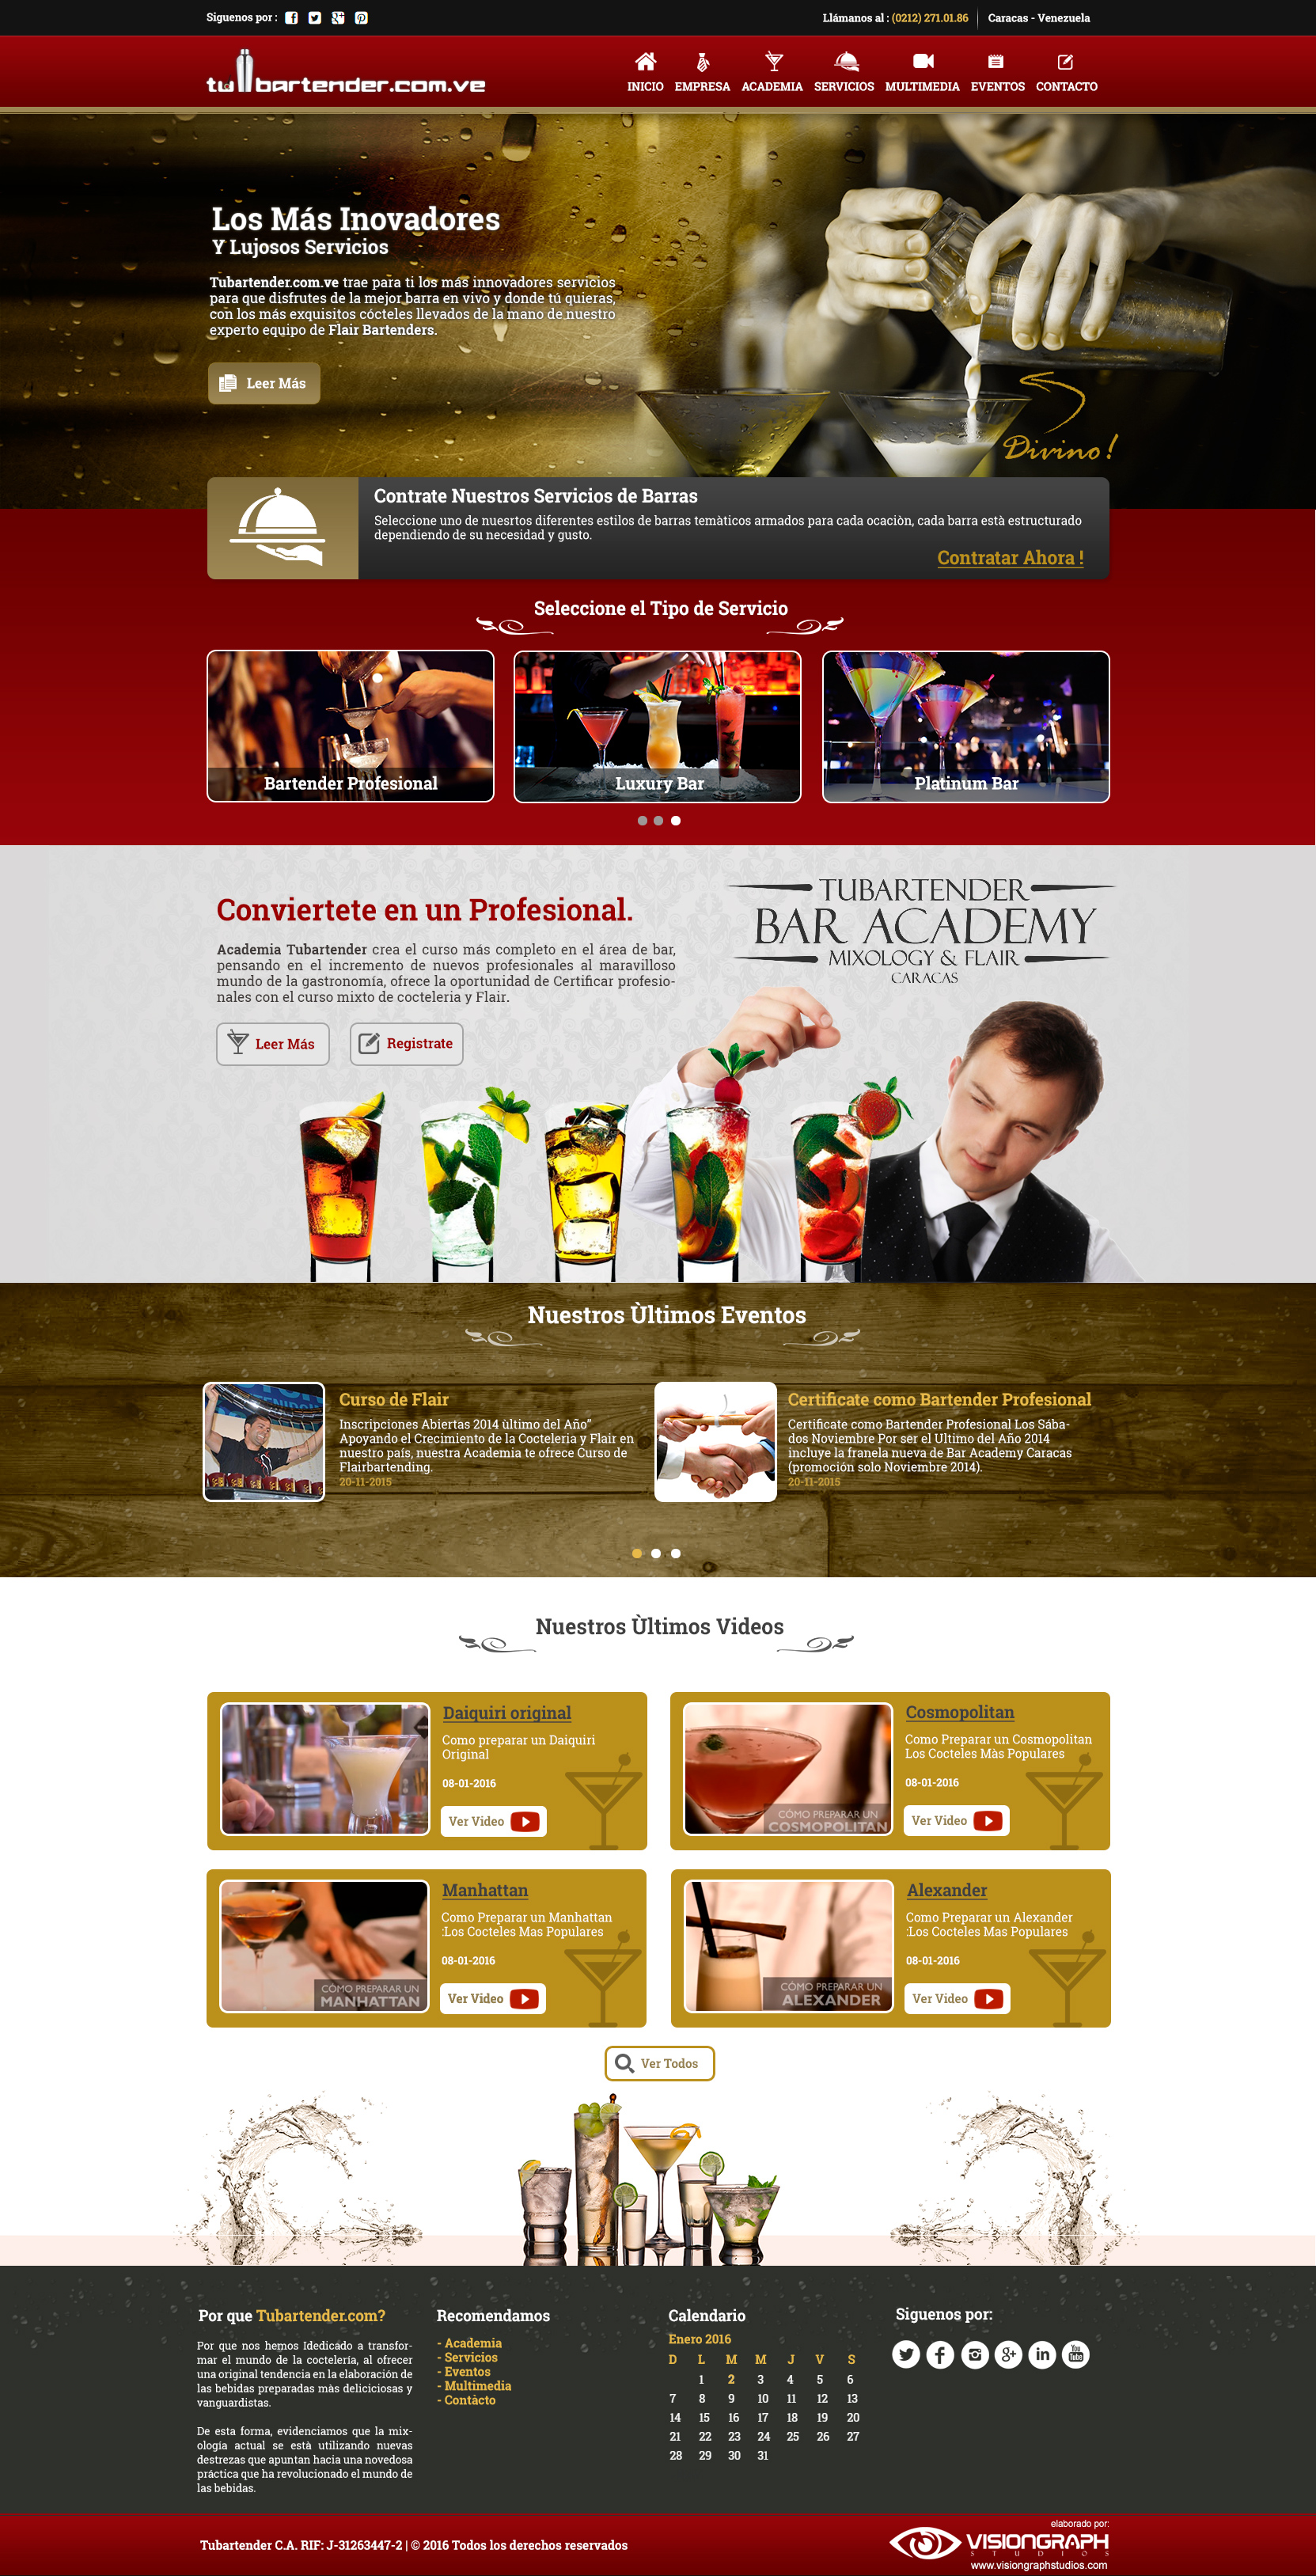 Siguenos por :
Llámanos al : (0212) 271.01.86
Caracas - Venezuela
tubartender.com.ve
INICIO
EMPRESA
ACADEMIA
SERVICIOS
MULTIMEDIA
EVENTOS
CONTACTO
Los Más Inovadores
Y Lujosos Servicios
Tubartender.com.ve trae para ti los más innovadores servicios
para que disfrutes de la mejor barra en vivo y donde tú quieras,
con los más exquisitos cócteles llevados de la mano de nuestro
experto equipo de Flair Bartenders.
Leer Más
Divino !
Contrate Nuestros Servicios de Barras
Seleccione uno de nuesrtos diferentes estilos de barras temàticos armados para cada ocaciòn, cada barra està estructurado
dependiendo de su necesidad y gusto.
Contratar Ahora !
Seleccione el Tipo de Servicio
Bartender Profesional
Luxury Bar
Platinum Bar
Conviertete en un Profesional.
Academia Tubartender crea el curso más completo en el área de bar,
pensando en el incremento de nuevos profesionales al maravilloso
mundo de la gastronomía, ofrece la oportunidad de Certificar profesio-
nales con el curso mixto de cocteleria y Flair.
Leer Más
Registrate
TUBARTENDER
BAR ACADEMY
MIXOLOGY & FLAIR
CARACAS
Nuestros Ùltimos Eventos
Curso de Flair
Inscripciones Abiertas 2014 ùltimo del Año"
Apoyando el Crecimiento de la Cocteleria y Flair en
nuestro país, nuestra Academia te ofrece Curso de
Flairbartending.
20-11-2015
Certificate como Bartender Profesional
Certificate como Bartender Profesional Los Sába-
dos Noviembre Por ser el Ultimo del Año 2014
incluye la franela nueva de Bar Academy Caracas
(promoción solo Noviembre 2014).
20-11-2015
Nuestros Ùltimos Videos
Daiquiri original
Como preparar un Daiquiri
Original
08-01-2016
Ver Video
Cosmopolitan
Como Preparar un Cosmopolitan
Los Cocteles Màs Populares
08-01-2016
Ver Video
CÓMO PREPARAR UN
COSMOPOLITAN
Manhattan
Como Preparar un Manhattan
:Los Cocteles Mas Populares
08-01-2016
Ver Video
CÓMO PREPARAR UN
MANHATTAN
Alexander
Como Preparar un Alexander
:Los Cocteles Mas Populares
08-01-2016
Ver Video
CÓMO PREPARAR UN
ALEXANDER
Ver Todos
Por que Tubartender.com?
Por que nos hemos Idedicado a transfor-
mar el mundo de la coctelería, al ofrecer
una original tendencia en la elaboración de
las bebidas preparadas màs deliciciosas y
vanguardistas.
De esta forma, evidenciamos que la mix-
ología actual se està utilizando nuevas
destrezas que apuntan hacia una novedosa
práctica que ha revolucionado el mundo de
las bebidas.
Recomendamos
- Academia
- Servicios
- Eventos
- Multimedia
- Contàcto
Calendario
Enero 2016
D L M M J V S
1 2 3 4 5 6
7 8 9 10 11 12 13
14 15 16 17 18 19 20
21 22 23 24 25 26 27
28 29 30 31
Siguenos por:
You Tube
Tubartender C.A. RIF: J-31263447-2 | © 2016 Todos los derechos reservados
elaborado por:
VISIONGRAPH
STUDIOS
www.visiongraphstudios.com